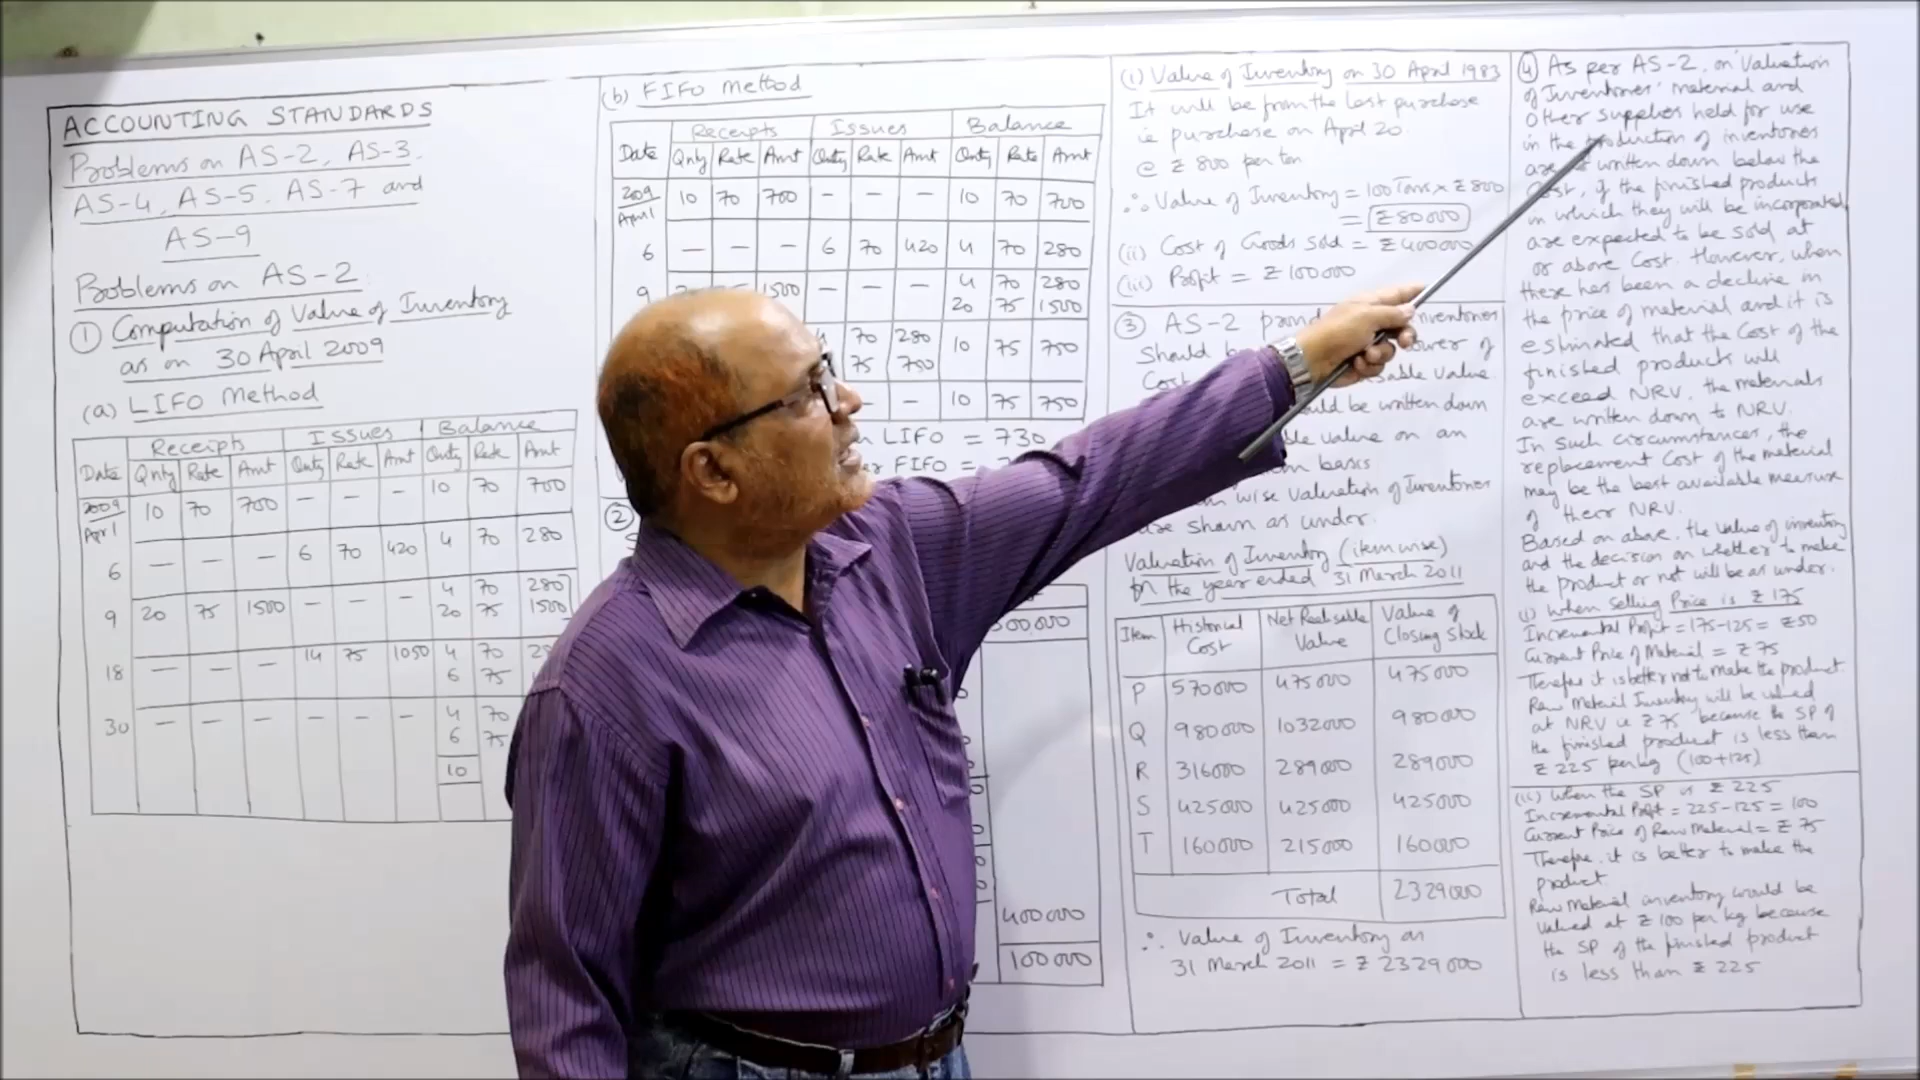 ACCOUNTING STANDARDS
Problems on AS-2, AS-3,
AS-4, AS-5, AS-7 and
AS-9
Problems on AS-2
① Computation of Value of Inventory
as on 30 April 2009
(a) LIFO Method
Receipts Issues Balance
Date Qnty Rate Amt Qnty Rate Amt Qnty Rate Amt
2009 April 10 70 700 — — — 10 70 700
6 — — — 6 70 420 4 70 280
9 20 75 1500 — — — 4 70 280
20 75 1500
18 — — — 14 75 1050 4 70
6 75
30 — — — — — — 4 70
6 75
10
(b) FIFO Method
Receipts Issues Balance
Date Qnty Rate Amt Qnty Rate Amt Qnty Rate Amt
2009 April 10 70 700 — — — 10 70 700
6 — — — 6 70 420 4 70 280
9 1500 — — — 4 70 280
20 75 1500
70 280 10 75 750
75 750
— — 10 75 750
LIFO = 730
FIFO =
②
400000
100000
(i) Value of Inventory on 30 April 1983
It will be from the last purchase
ie purchase on April 20
@ ₹ 800 per ton
∴ Value of Inventory = 100 Tons x ₹ 800
= ₹ 80000
(ii) Cost of Goods Sold = ₹ 400000
(iii) Profit = ₹ 100000
③ AS-2 Inventories
Should lower of
Cost value
be written down
value on an
basis
wise valuation of Inventories
are shown as under.
Valuation of Inventory (item wise)
for the year ended 31 March 2011
Item Historical Cost Net Realisable Value Value of Closing Stock
P 570000 475000 475000
Q 980000 1032000 980000
R 316000 289000 289000
S 425000 425000 425000
T 160000 215000 160000
Total 2329000
∴ Value of Inventory on
31 March 2011 = ₹ 2329000
④ As per AS-2, on 'Valuation
of Inventories' material and
other supplies held for use
in the production of inventories
are written down below the
Cost, if the finished products
in which they will be incorporated
are expected to be sold at
or above Cost. However, when
there has been a decline in
the price of material and it is
estimated that the Cost of the
finished products will
exceed NRV, the materials
are written down to NRV.
In such circumstances, the
replacement Cost of the material
may be the best available measure
of their NRV.
Based on above, the value of inventory
and the decision on whether to make
the product or not will be as under.
(i) When Selling Price is ₹ 175
Incremental Profit = 175-125 = ₹ 50
Current Price of Material = ₹ 75
Therefore it is better not to make the product.
Raw Material Inventory will be valued
at NRV ie ₹ 75 because the SP of
the finished product is less than
₹ 225 per kg (100+125)
(ii) When the SP is ₹ 225
Incremental Profit = 225-125 = 100
Current Price of Raw Material = ₹ 75
Therefore, it is better to make the
product.
Raw Material inventory would be
valued at ₹ 100 per kg because
the SP of the finished product
is less than ₹ 225